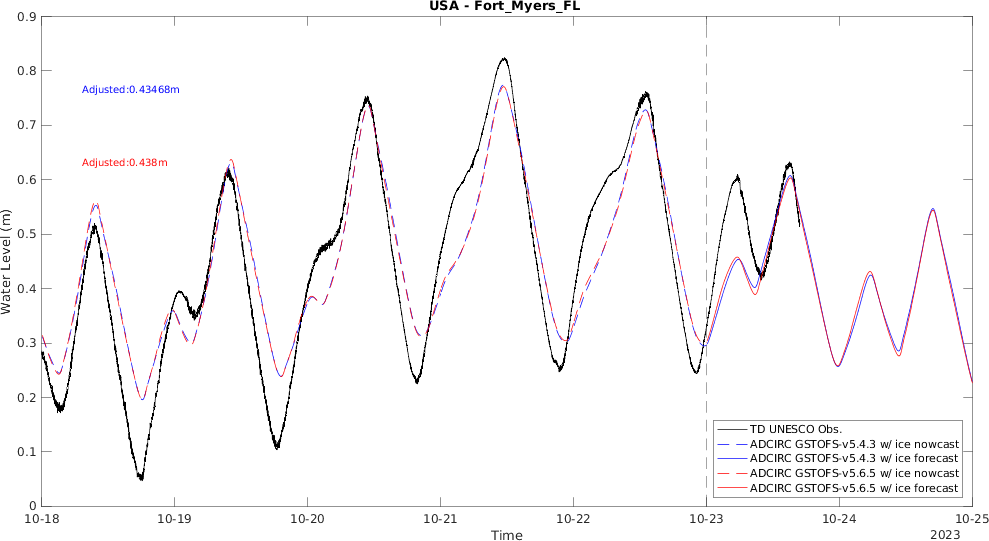 USA - Fort_Myers_FL
0.9
0.8
0.7
0.6
0.5
0.4
0.3
0.2
0.1
0
Water Level (m)
Adjusted:0.43468m
Adjusted:0.438m
TD UNESCO Obs.
ADCIRC GSTOFS-v5.4.3 w/ ice nowcast
ADCIRC GSTOFS-v5.4.3 w/ ice forecast
ADCIRC GSTOFS-v5.6.5 w/ ice nowcast
ADCIRC GSTOFS-v5.6.5 w/ ice forecast
10-18 10-19 10-20 10-21 10-22 10-23 10-24 10-25
Time
2023